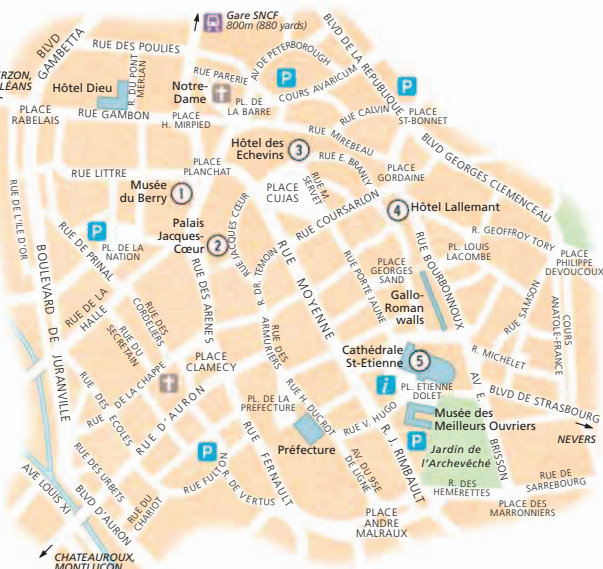 Gare SNCF
800m (880 yards)
BLVD
GAMBETTA
RUE DES POULIES
AV DE PETERBOROUGH
BLVD DE LA REPUBLIQUE
RZON,
LÉANS
Hôtel Dieu
R. DU PONT
MERLAN
Notre-
Dame
RUE PARERIE
P
COURS AVARICUM
P
PLACE
RABELAIS
RUE GAMBON
PLACE
H. MIRPIED
PL. DE
LA BARRE
RUE CALVIN
PLACE
ST-BONNET
RUE MIREBEAU
BLVD GEORGES CLEMENCEAU
Hôtel des
Echevins
3
RUE E. BRANLY
PLACE
GORDAINE
RUE LITTRE
PLACE
PLANCHAT
Musée
du Berry
1
PLACE
CUJAS
RUE M.
SERVET
4
Hôtel Lallemant
RUE DE L'ILE D'OR
Palais
Jacques-
Cœur
2
RUE JACQUES CŒUR
RUE COURSARLON
R. GEOFFROY TORY
P
PL. DE LA
NATION
RUE DE PRINAL
R. DR. TEMOIN
RUE MOYENNE
RUE PORTE JAUNE
PLACE
GEORGES
SAND
RUE BOURBONNOUX
PL. LOUIS
LACOMBE
PLACE
PHILIPPE
DEVOUCOUX
BOULEVARD DE JURANVILLE
RUE DE LA
HALLE
RUE DU
SECRETAIN
RUE DES
CORDELIERS
RUE DES ARENES
RUE DES
ARMURIERS
Gallo-
Roman
walls
RUE SAMSON
COURS
ANATOLE-FRANCE
Cathédrale
St-Etienne
5
R. MICHELET
PLACE
CLAMECY
RUE DE LA CHAPPE
RUE DES ECOLES
RUE D'AURON
PL. DE LA
PREFECTURE
RUE H. DUCROT
i
PL. ETIENNE
DOLET
AV. E. BRISSON
BLVD DE STRASBOURG
Musée des
Meilleurs Ouvriers
NEVERS
Préfecture
RUE V. HUGO
P
Jardin de
l'Archevêché
R. J. RIMBAULT
P
RUE FULTON
RUE FERNAULT
R. DE VERTUS
AV. DU 95E
DE LIGNE
RUE DES URBETS
RUE DU
CHARIOT
AVE LOUIS XI
BLVD D'AURON
R. DES
HEMERETTES
RUE DE
SARREBOURG
PLACE DES
MARRONNIERS
PLACE
ANDRE
MALRAUX
CHATEAUROUX,
MONTLUÇON